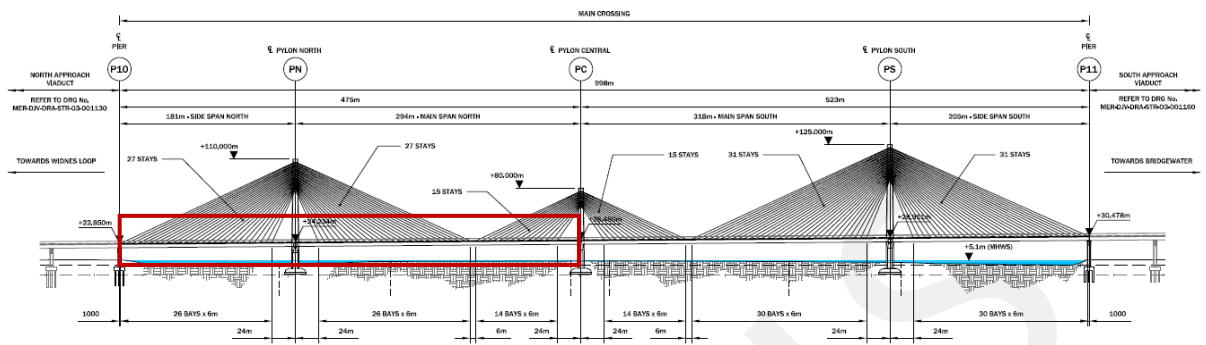 MAIN CROSSING
℄ PIER
℄ PYLON NORTH
℄ PYLON CENTRAL
℄ PYLON SOUTH
℄ PIER
P10
PN
PC
PS
P11
NORTH APPROACH VIADUCT
SOUTH APPROACH VIADUCT
998m
REFER TO DRG No.
MER-DJV-DRA-STR-03-001130
REFER TO DRG No.
MER-DJV-DRA-STR-03-001160
475m
523m
181m - SIDE SPAN NORTH
294m - MAIN SPAN NORTH
318m - MAIN SPAN SOUTH
205m - SIDE SPAN SOUTH
+110,000m
+125,000m
27 STAYS
27 STAYS
15 STAYS
31 STAYS
31 STAYS
TOWARDS WIDNES LOOP
TOWARDS BRIDGEWATER
+80.000m
15 STAYS
+22,850m
+30,478m
+5.1m (MHWS)
1000
26 BAYS x 6m
26 BAYS x 6m
14 BAYS x 6m
14 BAYS x 6m
30 BAYS x 6m
30 BAYS x 6m
1000
24m
24m
6m
24m
24m
6m
24m
24m